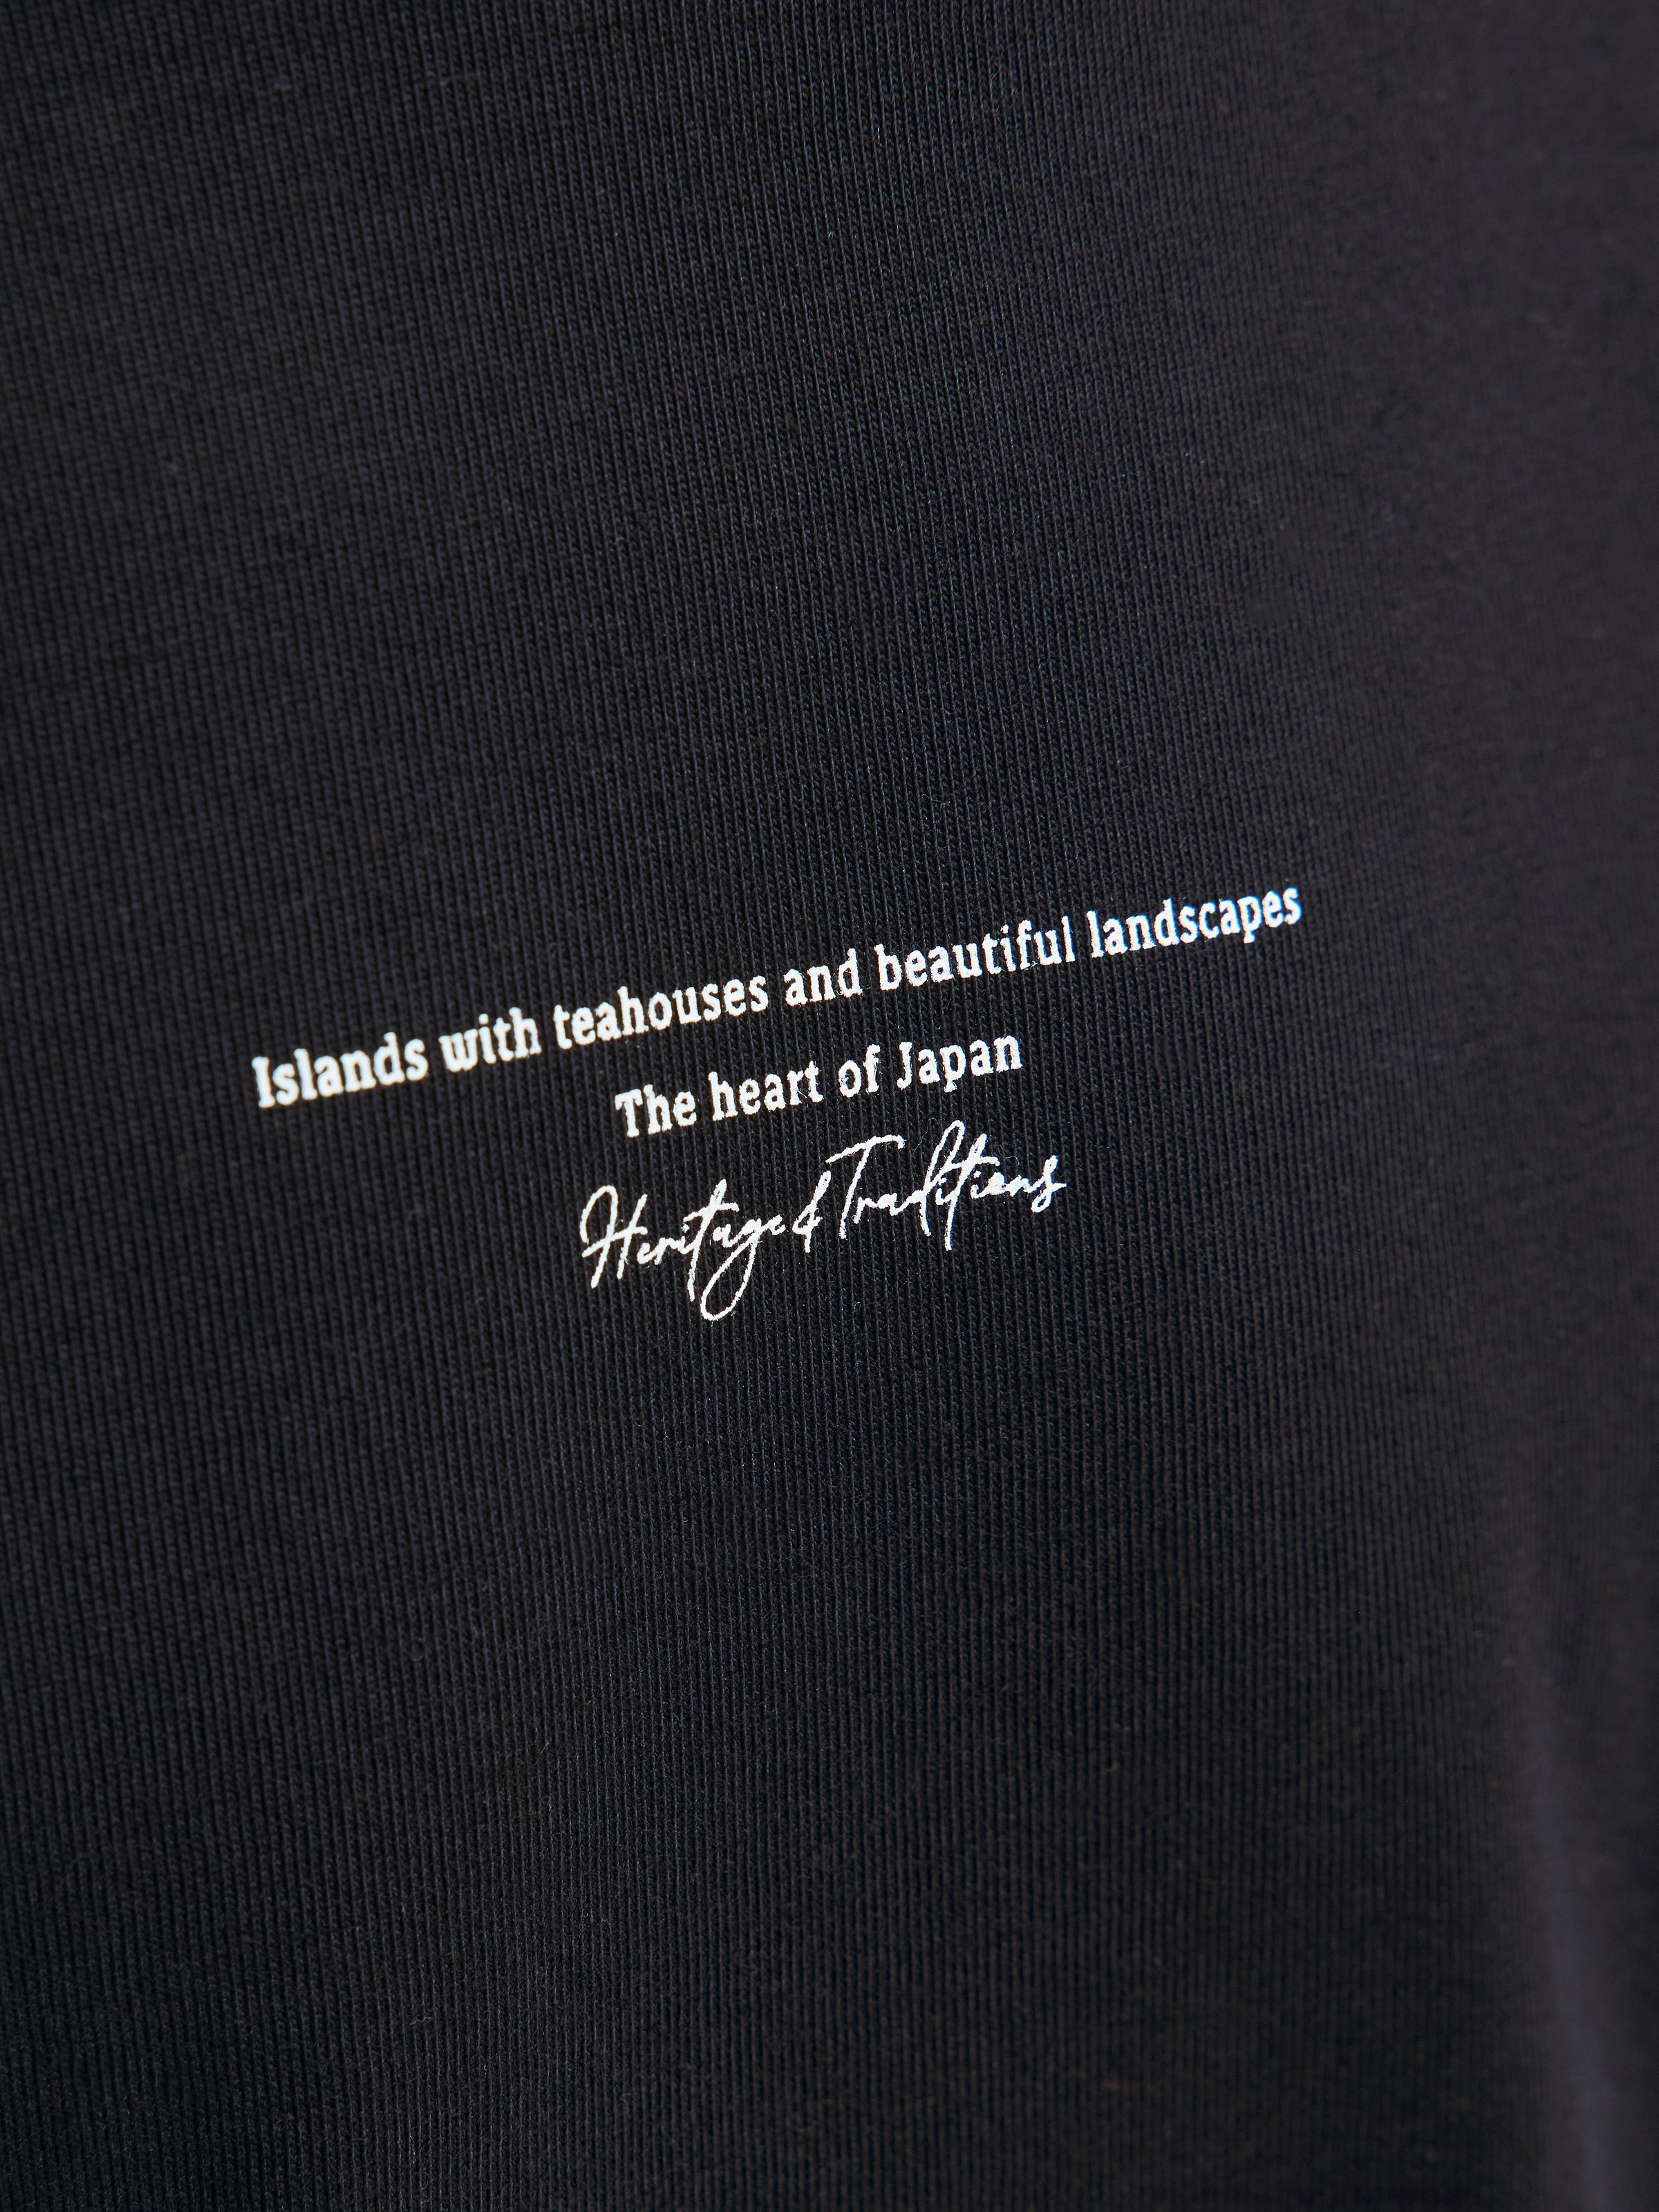 Islands with teahouses and beautiful landscapes
The heart of Japan
Heritage & Traditions